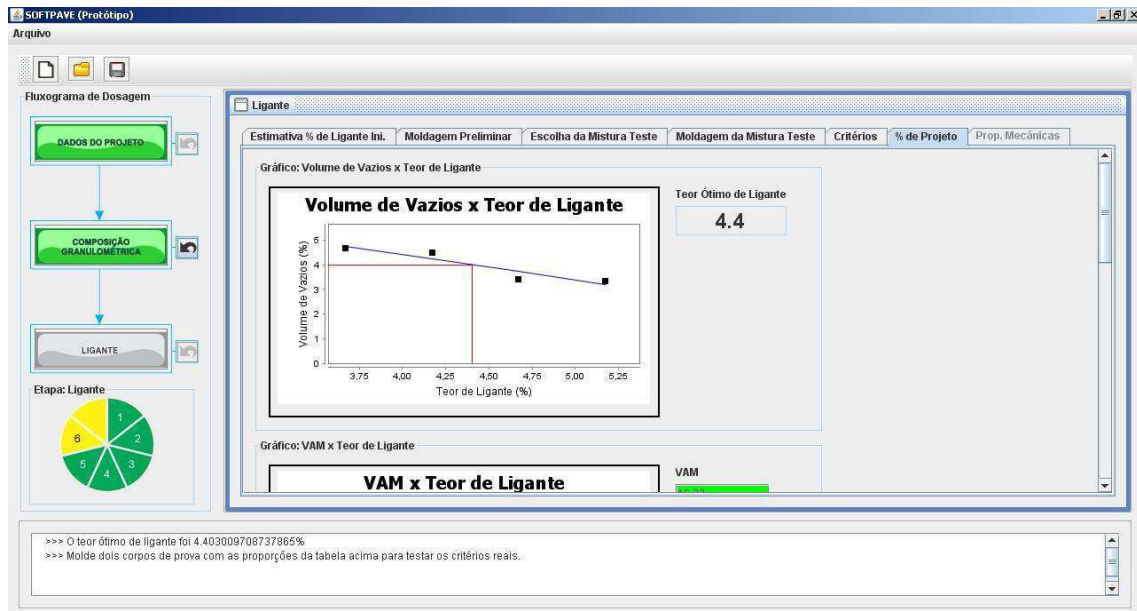 SOFTPAVE (Protótipo)
Arquivo
Fluxograma de Dosagem
DADOS DO PROJETO
COMPOSIÇÃO
GRANULOMÉTRICA
LIGANTE
Etapa: Ligante
1
2
3
4
5
6
Ligante
Estimativa % de Ligante Ini.
Moldagem Preliminar
Escolha da Mistura Teste
Moldagem da Mistura Teste
Critérios
% de Projeto
Prop. Mecânicas
Gráfico: Volume de Vazios x Teor de Ligante
Volume de Vazios x Teor de Ligante
Volume de Vazios (%)
5
4
3
2
1
0
3,75 4,00 4,25 4,50 4,75 5,00 5,25
Teor de Ligante (%)
Teor Ótimo de Ligante
4.4
Gráfico: VAM x Teor de Ligante
VAM x Teor de Ligante
VAM
>>> O teor ótimo de ligante foi 4.403009708737865%
>>> Molde dois corpos de prova com as proporções da tabela acima para testar os critérios reais.